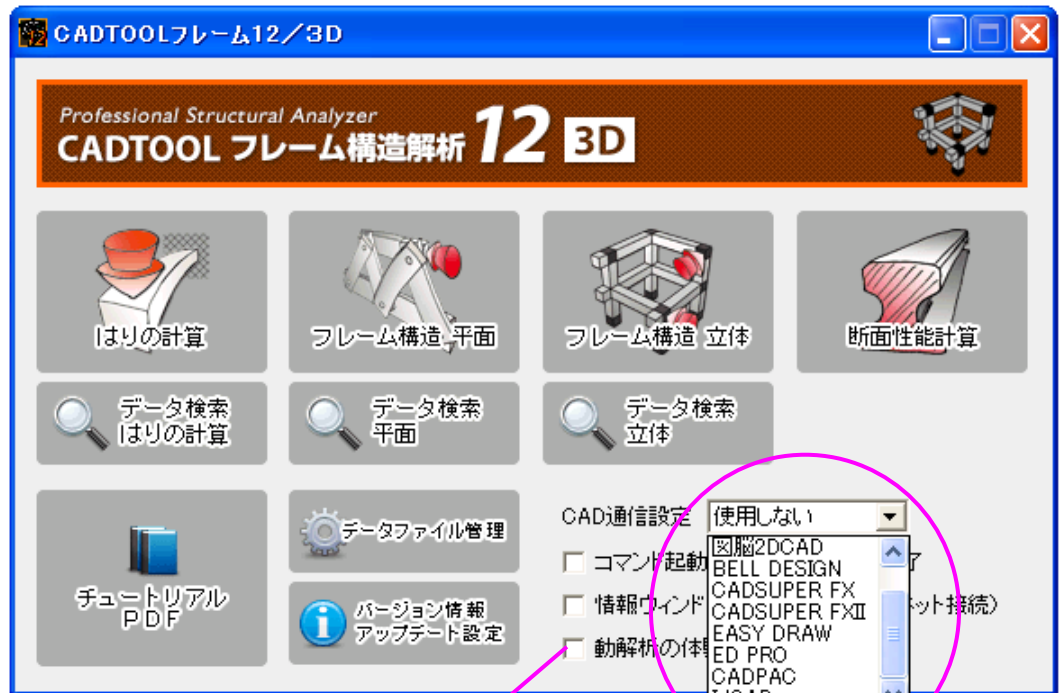 CADTOOLフレーム12/3D
Professional Structural Analyzer
CADTOOL フレーム構造解析 12 3D
はりの計算
フレーム構造 平面
フレーム構造 立体
断面性能計算
データ検索
はりの計算
データ検索
平面
データ検索
立体
チュートリアル
PDF
データファイル管理
バージョン情報
アップデート設定
CAD通信設定 使用しない
コマンド起動
情報ウィンド ット接続)
動解析の体
図脳2DCAD
BELL DESIGN
CADSUPER FX
CADSUPER FXII
EASY DRAW
ED PRO
CADPAC